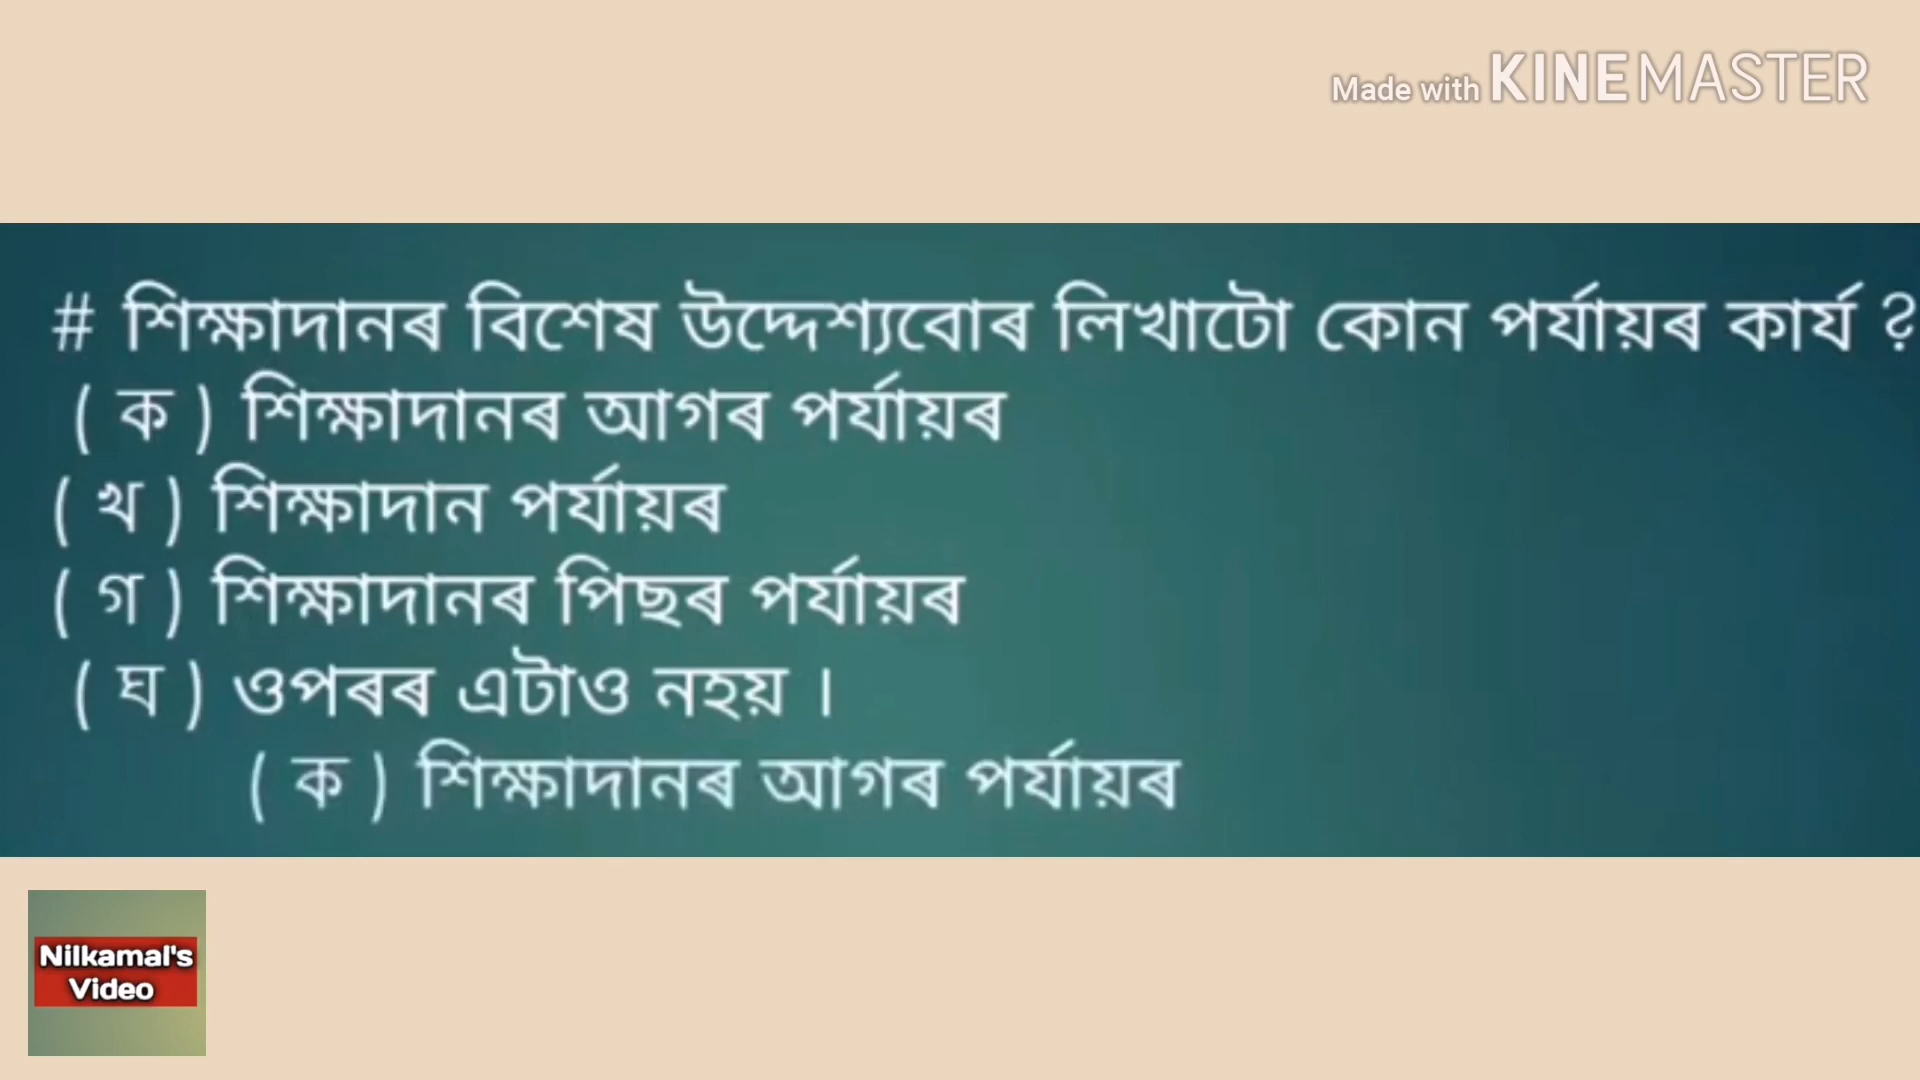 Made with KINEMASTER
# শিক্ষাদানৰ বিশেষ উদ্দেশ্যবোৰ লিখাটো কোন পৰ্যায়ৰ কাৰ্য ?
( ক ) শিক্ষাদানৰ আগৰ পৰ্যায়ৰ
( খ ) শিক্ষাদান পৰ্যায়ৰ
( গ ) শিক্ষাদানৰ পিছৰ পৰ্যায়ৰ
( ঘ ) ওপৰৰ এটাও নহয় ।
( ক ) শিক্ষাদানৰ আগৰ পৰ্যায়ৰ
Nilkamal's
Video